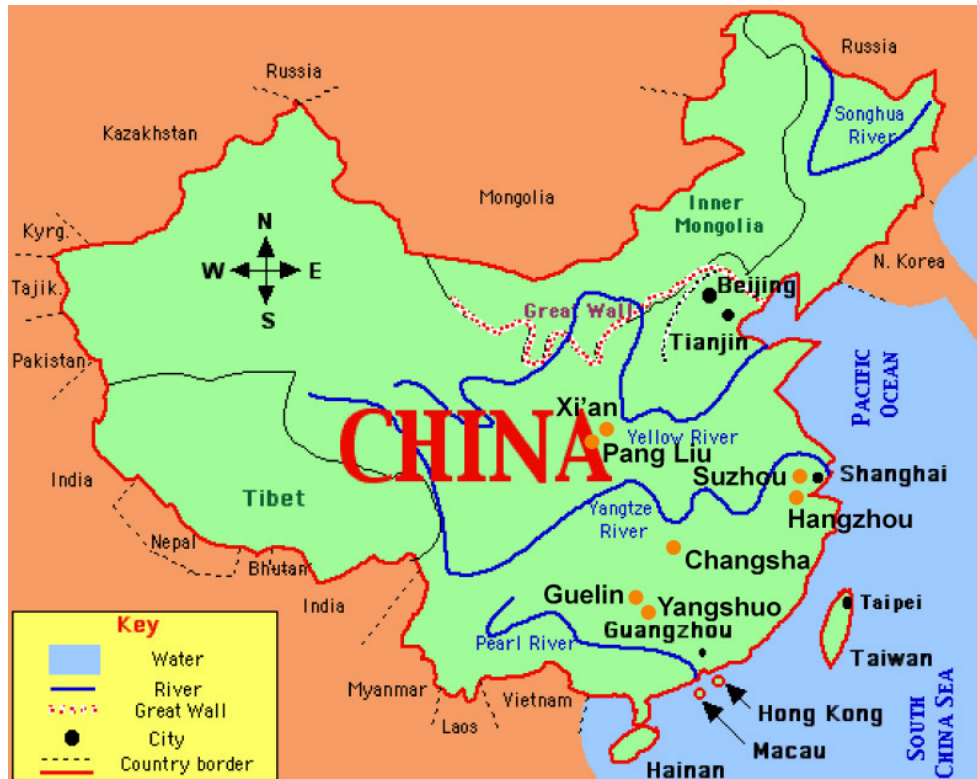 Russia
Russia
Songhua
River
Kazakhstan
Mongolia
Inner
Mongolia
N
W E
S
Kyrg.
Tajik.
Pakistan
N. Korea
Beijing
Great Wall
Tianjin
PACIFIC
OCEAN
CHINA
Xi'an
Yellow River
Pang Liu
Suzhou
Shanghai
India
Tibet
Yangtze
River
Hangzhou
Nepal
Bhutan
Changsha
India
Guelin
Yangshuo
Taipei
Guangzhou
Pearl River
Taiwan
Key
Water
River
Great Wall
City
Country border
Myanmar
Laos
Vietnam
Hong Kong
Macau
Hainan
SOUTH
CHINA SEA